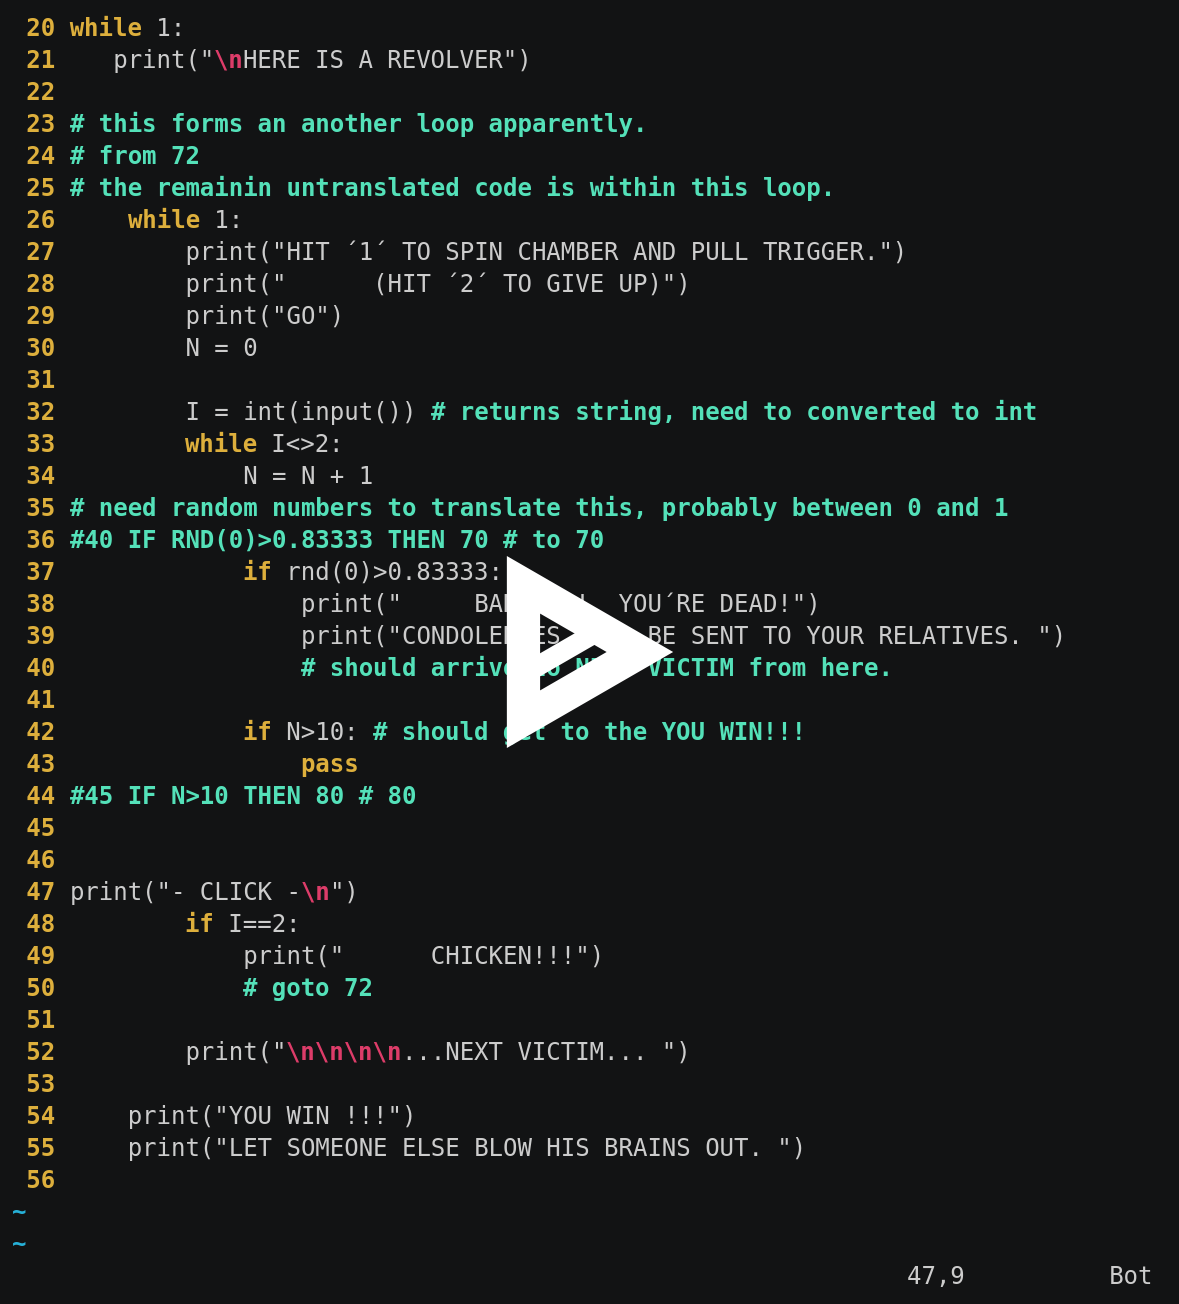 20 while 1:
21    print("\nHERE IS A REVOLVER")
22
23 # this forms an another loop apparently.
24 # from 72
25 # the remainin untranslated code is within this loop.
26     while 1:
27         print("HIT ´1´ TO SPIN CHAMBER AND PULL TRIGGER.")
28         print("      (HIT ´2´ TO GIVE UP)")
29         print("GO")
30         N = 0
31
32         I = int(input()) # returns string, need to converted to int
33         while I<>2:
34             N = N + 1
35 # need random numbers to translate this, probably between 0 and 1
36 #40 IF RND(0)>0.83333 THEN 70 # to 70
37             if rnd(0)>0.83333:
38                 print("     YOU´RE DEAD!")
39                 print("CONDOLENCES BE SENT TO YOUR RELATIVES. ")
40                 # should arrive VICTIM from here.
41
42             if N>10: # should get to the YOU WIN!!!
43                 pass
44 #45 IF N>10 THEN 80 # 80
45
46
47 print("- CLICK -\n")
48         if I==2:
49             print("      CHICKEN!!!")
50             # goto 72
51
52         print("\n\n\n\n...NEXT VICTIM... ")
53
54     print("YOU WIN !!!")
55     print("LET SOMEONE ELSE BLOW HIS BRAINS OUT. ")
56
~
~
47,9          Bot